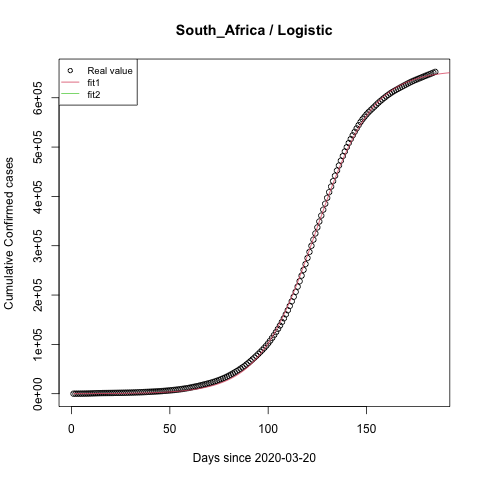 South_Africa / Logistic
Real value
fit1
fit2
Cumulative Confirmed cases
0e+00
1e+05
2e+05
3e+05
4e+05
5e+05
6e+05
0 50 100 150
Days since 2020-03-20